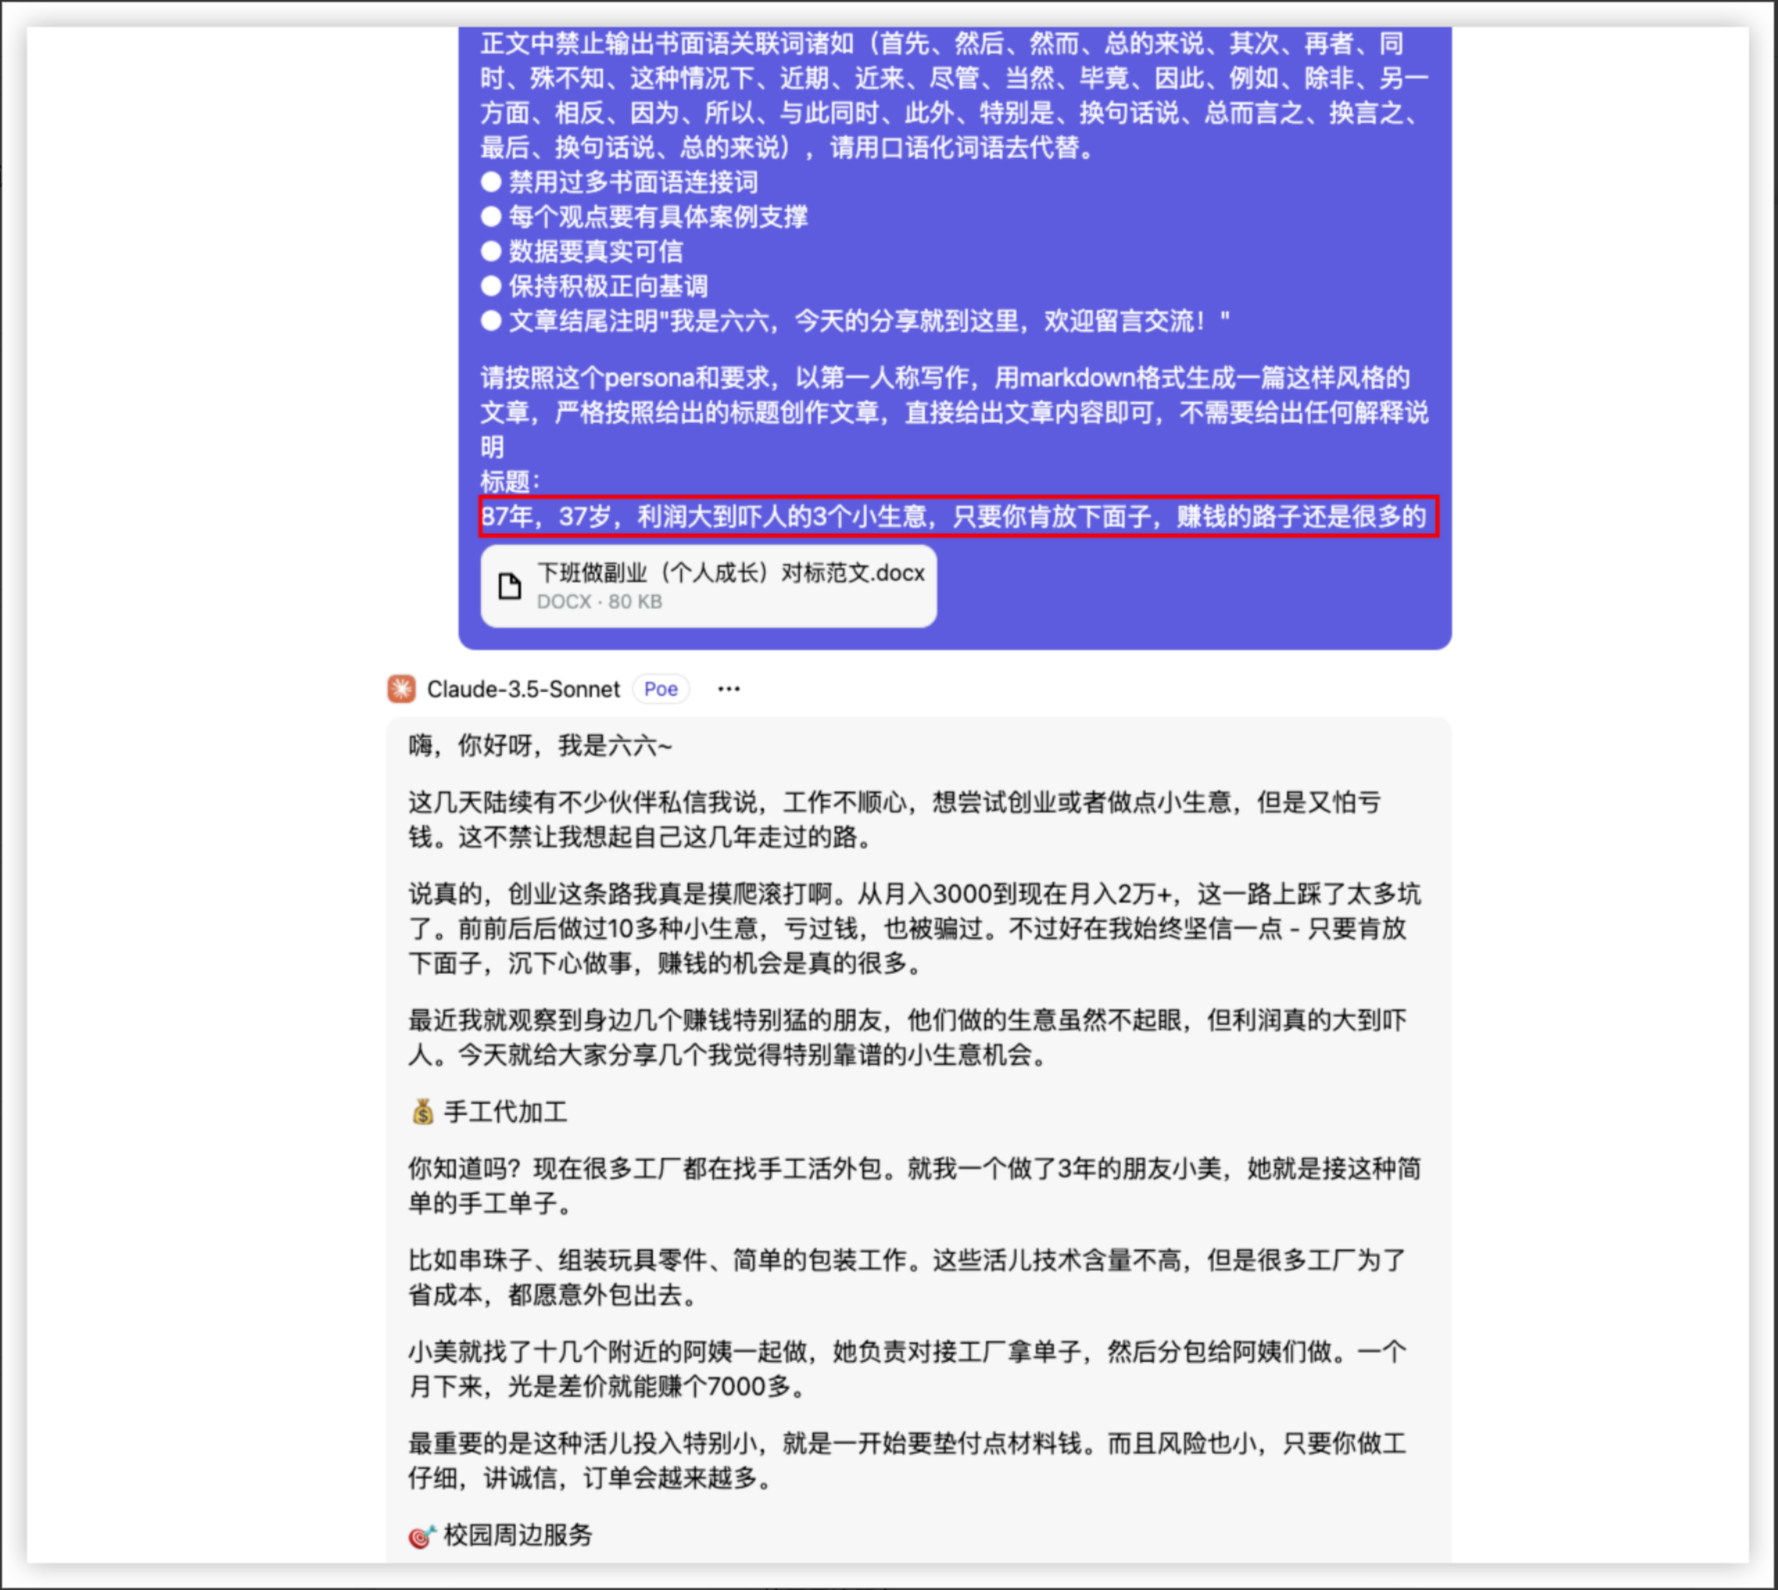 正文中禁止输出书面语关联词诸如（首先、然后、然而、总的来说、其次、再者、同
时、殊不知、这种情况下、近期、近来、尽管、当然、毕竟、因此、例如、除非、另一
方面、相反、因为、所以、与此同时、此外、特别是、换句话说、总而言之、换言之、
最后、换句话说、总的来说），请用口语化词语去代替。
● 禁用过多书面语连接词
● 每个观点要有具体案例支撑
● 数据要真实可信
● 保持积极正向基调
● 文章结尾注明"我是六六，今天的分享就到这里，欢迎留言交流！"
请按照这个persona和要求，以第一人称写作，用markdown格式生成一篇这样风格的
文章，严格按照给出的标题创作文章，直接给出文章内容即可，不需要给出任何解释说
明
标题：
87年，37岁，利润大到吓人的3个小生意，只要你肯放下面子，赚钱的路子还是很多的
下班做副业（个人成长）对标范文.docx
DOCX · 80 KB
Claude-3.5-Sonnet Poe ···
嗨，你好呀，我是六六~
这几天陆续有不少伙伴私信我说，工作不顺心，想尝试创业或者做点小生意，但是又怕亏
钱。这不禁让我想起自己这几年走过的路。
说真的，创业这条路我真是摸爬滚打啊。从月入3000到现在月入2万+，这一路上踩了太多坑
了。前前后后做过10多种小生意，亏过钱，也被骗过。不过好在我始终坚信一点 - 只要肯放
下面子，沉下心做事，赚钱的机会是真的很多。
最近我就观察到身边几个赚钱特别猛的朋友，他们做的生意虽然不起眼，但利润真的大到吓
人。今天就给大家分享几个我觉得特别靠谱的小生意机会。
💰 手工代加工
你知道吗？现在很多工厂都在找手工活外包。就我一个做了3年的朋友小美，她就是接这种简
单的手工单子。
比如串珠子、组装玩具零件、简单的包装工作。这些活儿技术含量不高，但是很多工厂为了
省成本，都愿意外包出去。
小美就找了十几个附近的阿姨一起做，她负责对接工厂拿单子，然后分包给阿姨们做。一个
月下来，光是差价就能赚个7000多。
最重要的是这种活儿投入特别小，就是一开始要垫付点材料钱。而且风险也小，只要你做工
仔细，讲诚信，订单会越来越多。
🎯 校园周边服务